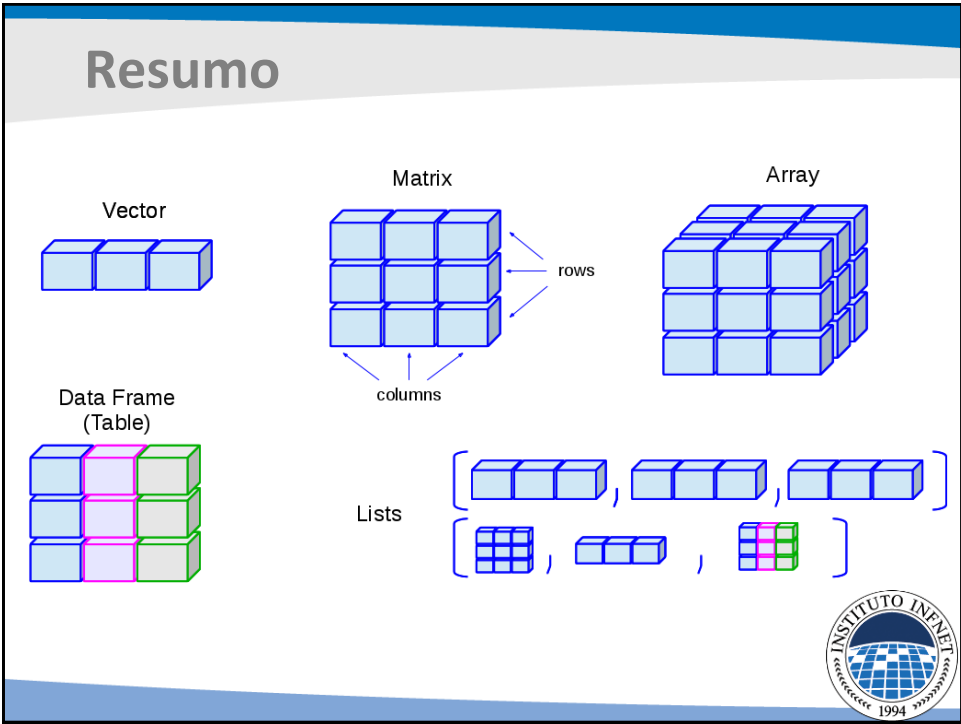 Resumo
Vector
Matrix
Array
rows
columns
Data Frame
(Table)
Lists
INSTITUTO INFNET
1994